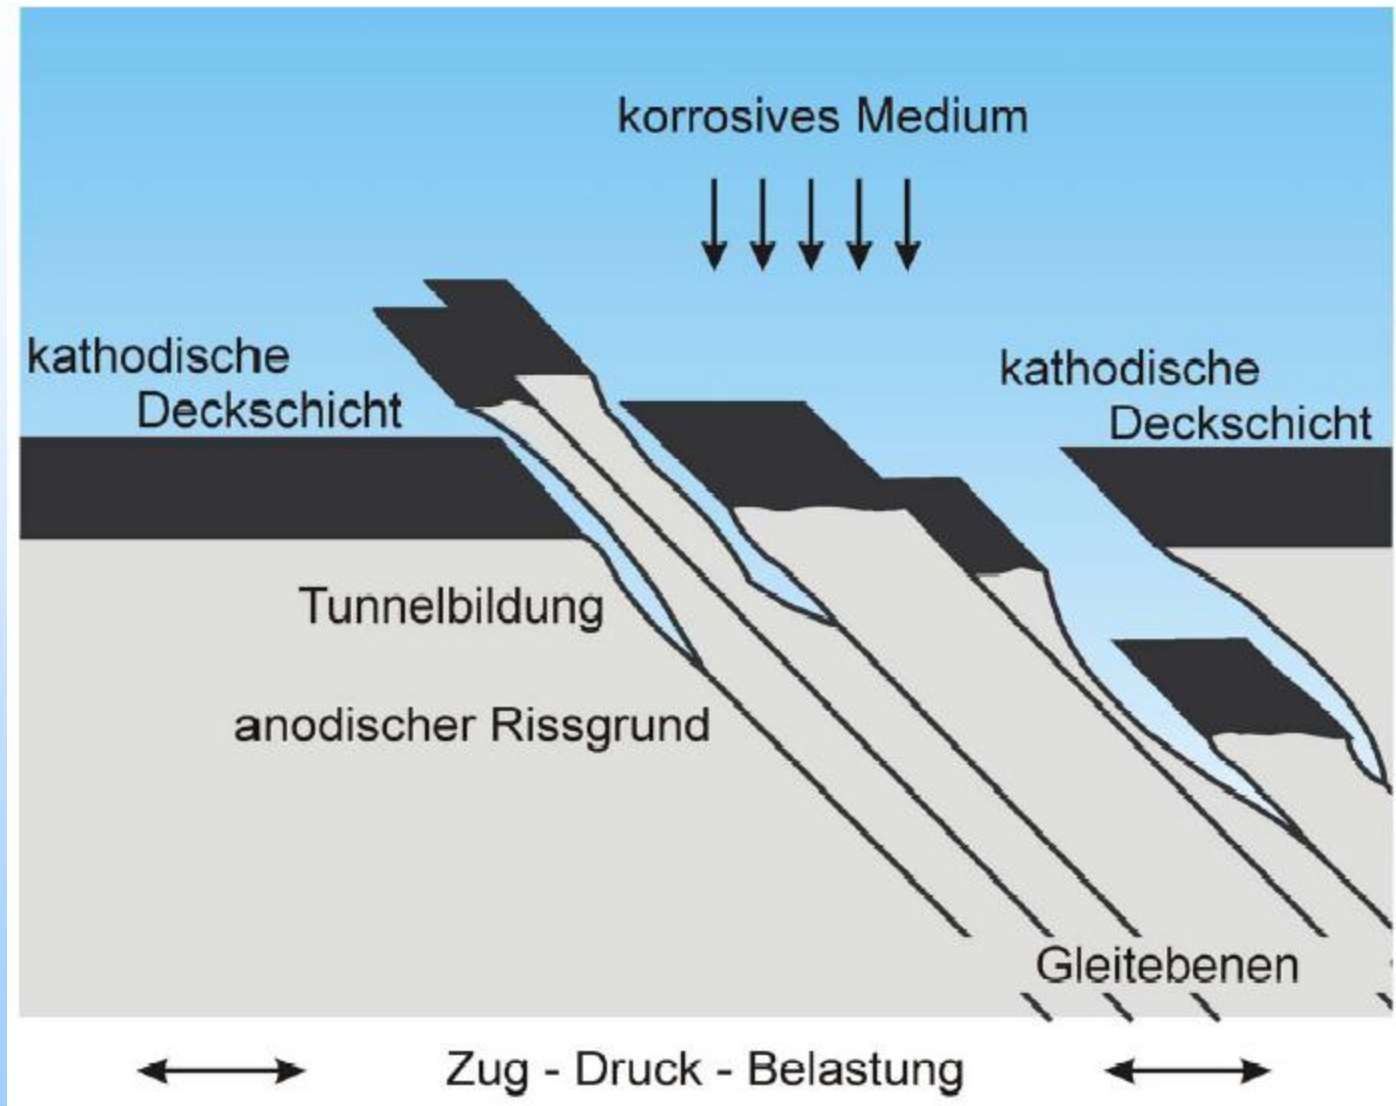 korrosives Medium
kathodische
Deckschicht
kathodische
Deckschicht
Tunnelbildung
anodischer Rissgrund
Gleitebenen
Zug - Druck - Belastung